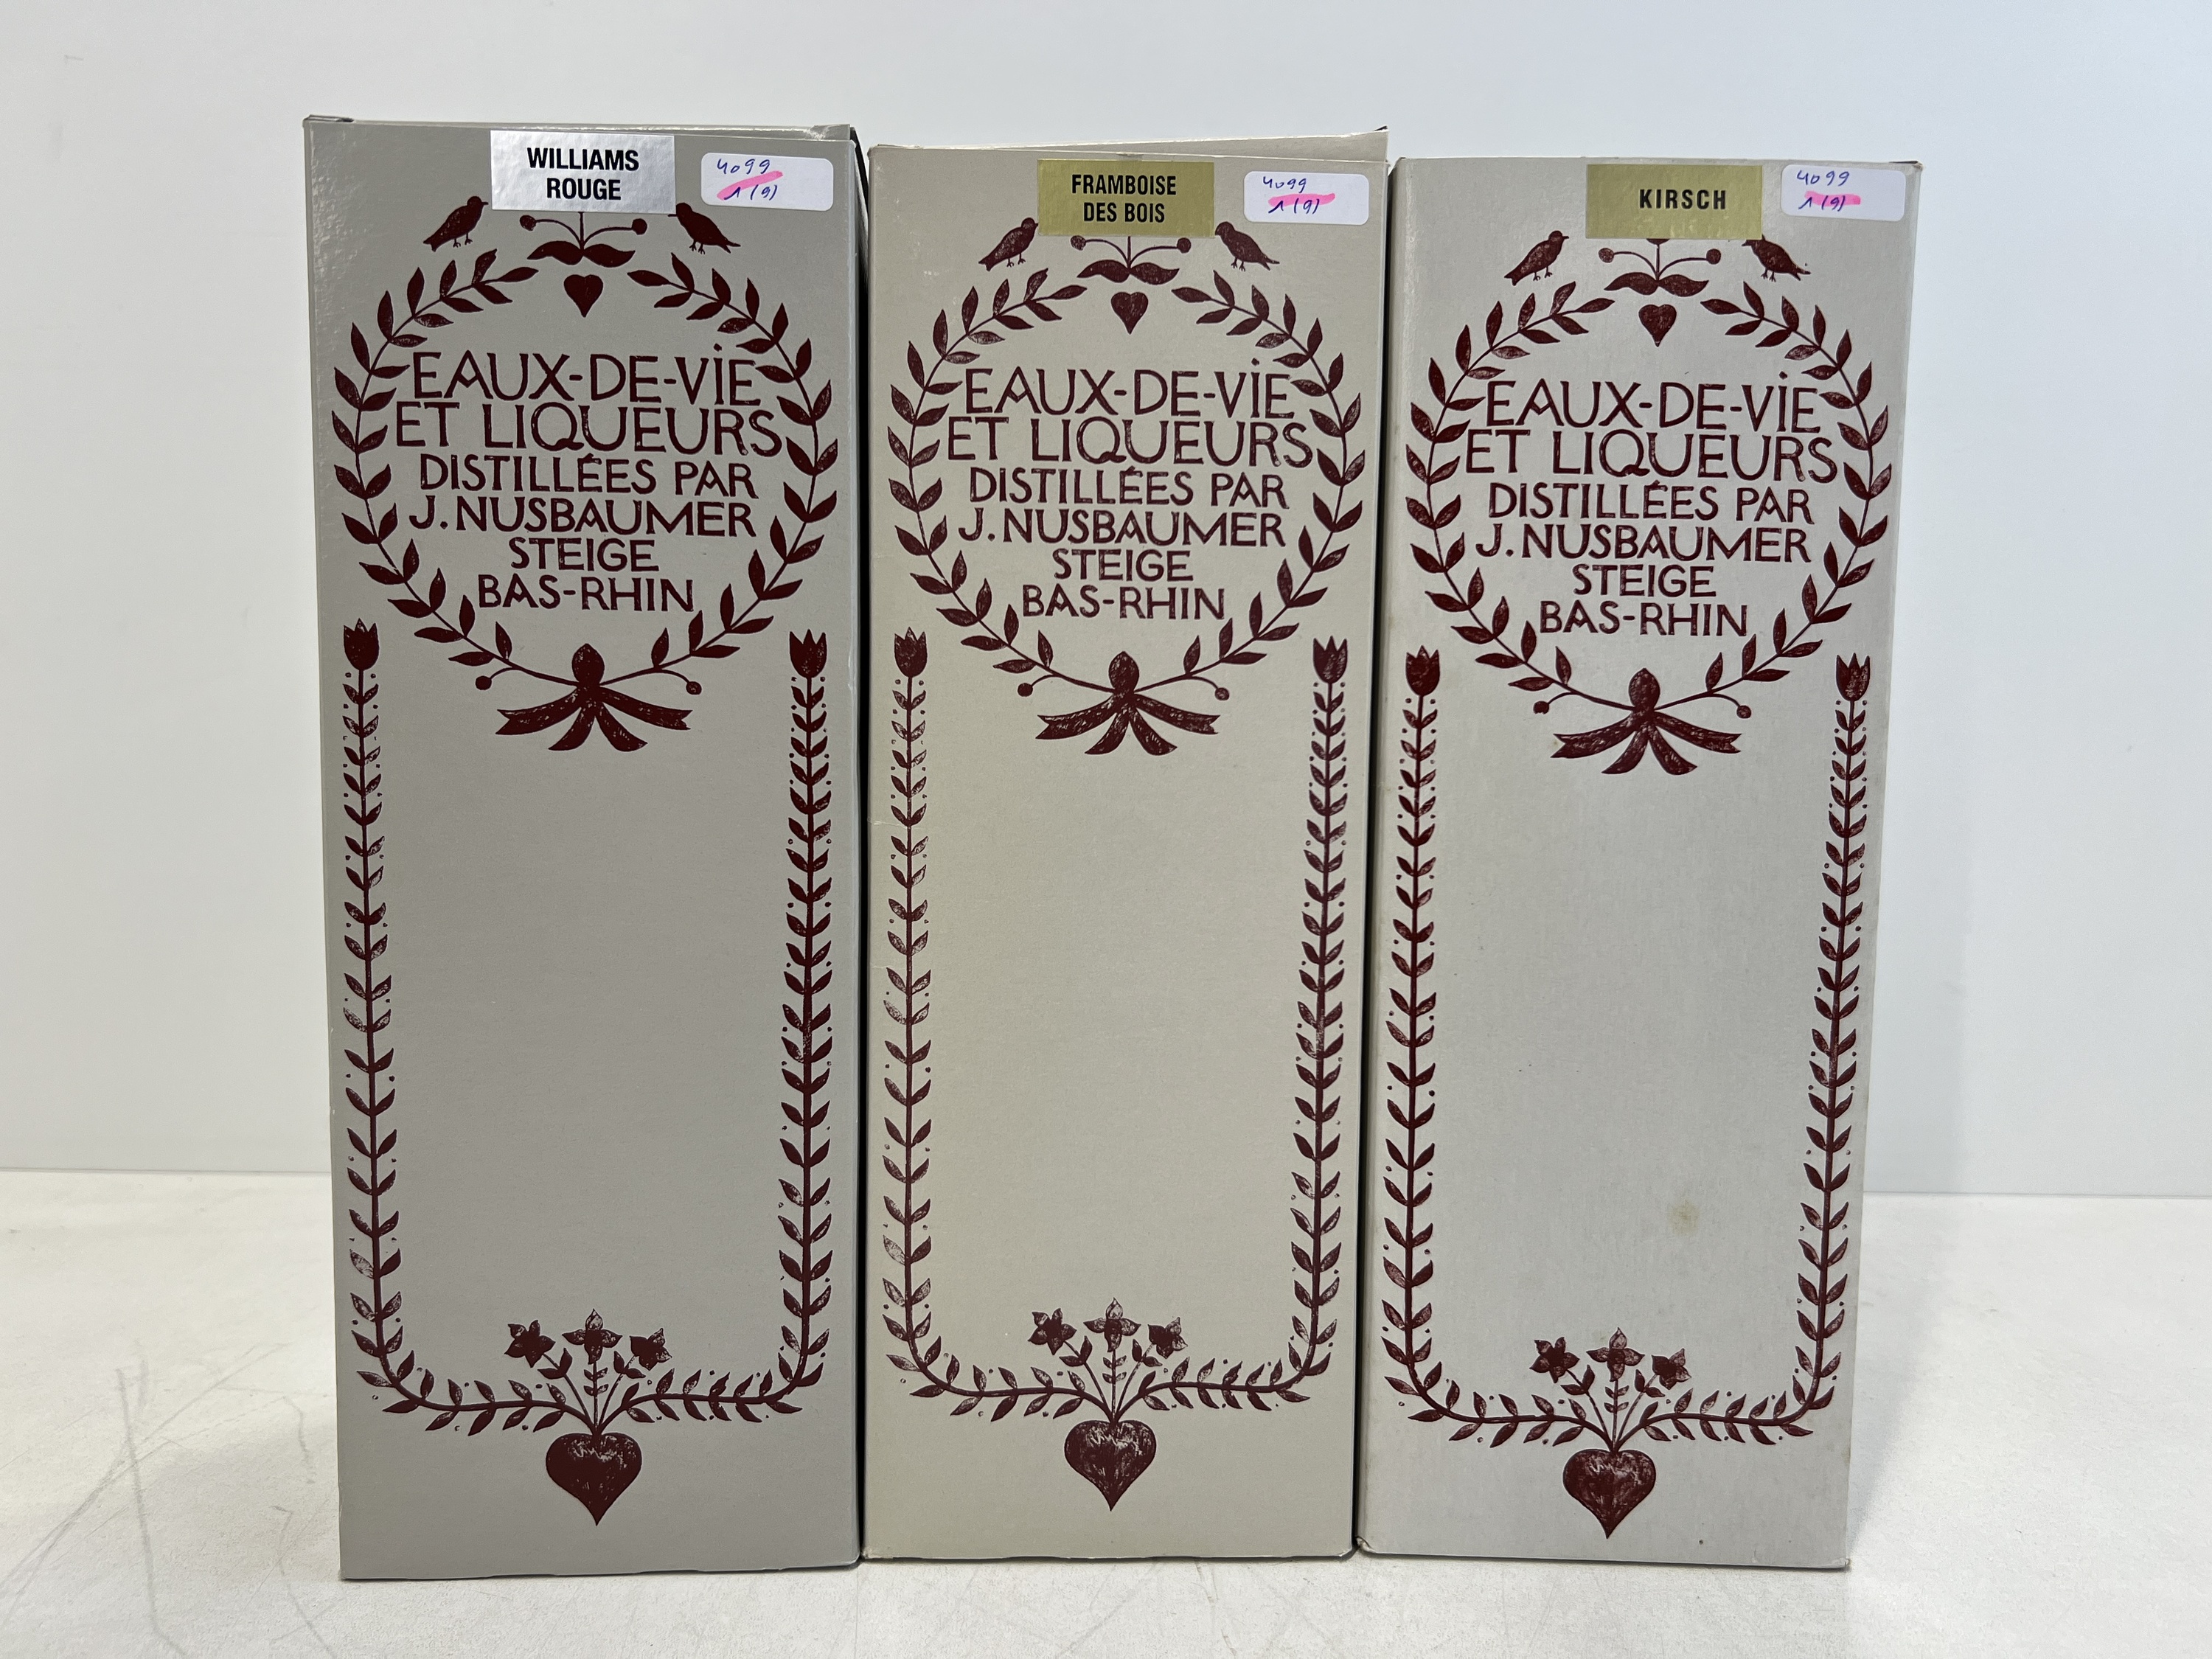 WILLIAMS
ROUGE
4099
1 (9)
EAUX-DE-ViE
ET LIQUEURS
DISTILLÉES PAR
J. NUSBAUMER
STEIGE
BAS-RHIN
FRAMBOISE
DES BOIS
4099
1 (9)
EAUX-DE-ViE
ET LIQUEURS
DISTILLÉES PAR
J. NUSBAUMER
STEIGE
BAS-RHIN
KIRSCH
4099
1 (9)
EAUX-DE-ViE
ET LIQUEURS
DISTILLÉES PAR
J. NUSBAUMER
STEIGE
BAS-RHIN